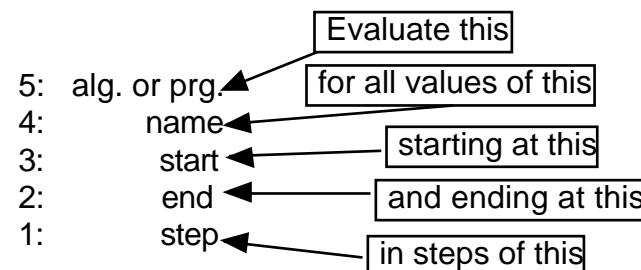 Evaluate this
5: alg. or prg.
for all values of this
4: name
starting at this
3: start
2: end
and ending at this
1: step
in steps of this